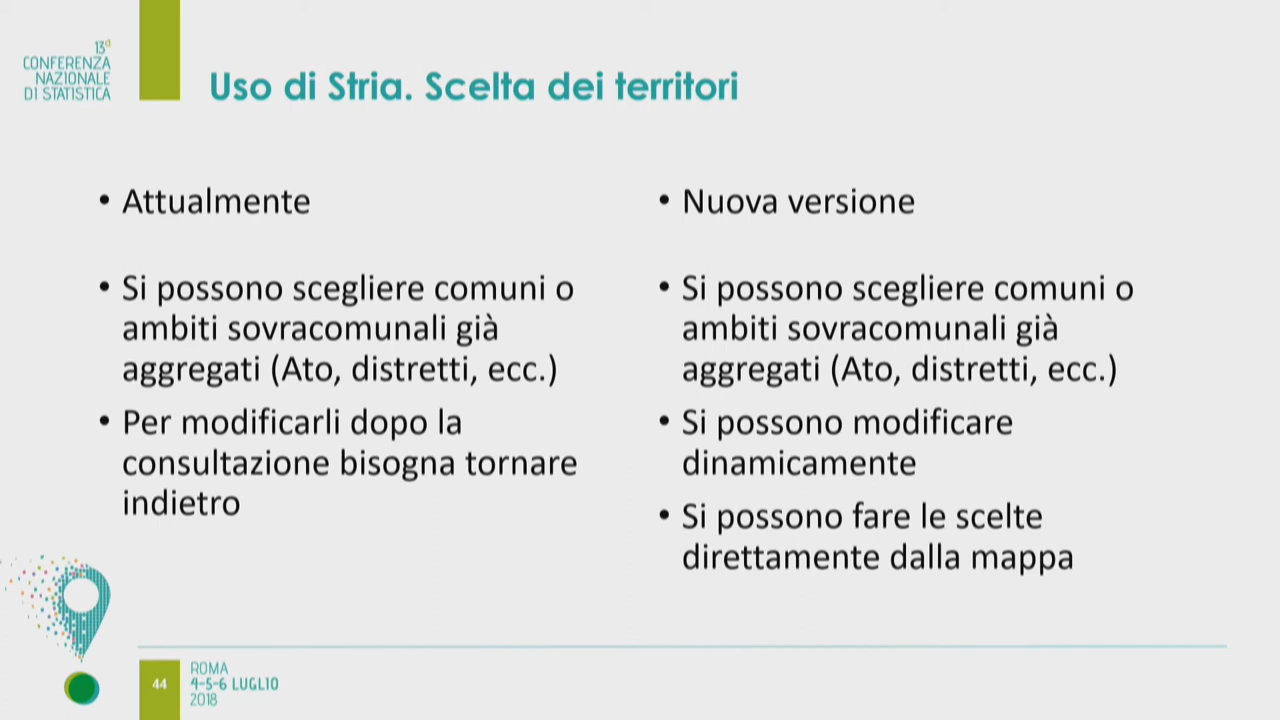 13a
CONFERENZA
NAZIONALE
DI STATISTICA
Uso di Stria. Scelta dei territori
• Attualmente
• Si possono scegliere comuni o
ambiti sovracomunali già
aggregati (Ato, distretti, ecc.)
• Per modificarli dopo la
consultazione bisogna tornare
indietro
• Nuova versione
• Si possono scegliere comuni o
ambiti sovracomunali già
aggregati (Ato, distretti, ecc.)
• Si possono modificare
dinamicamente
• Si possono fare le scelte
direttamente dalla mappa
44
ROMA
4-5-6 LUGLIO
2018